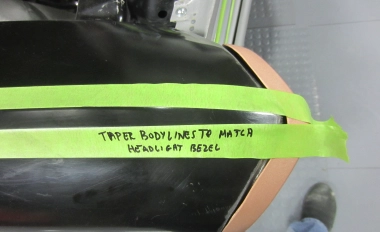 TAPER BODYLINES TO MATCH
HEADLIGHT BEZEL